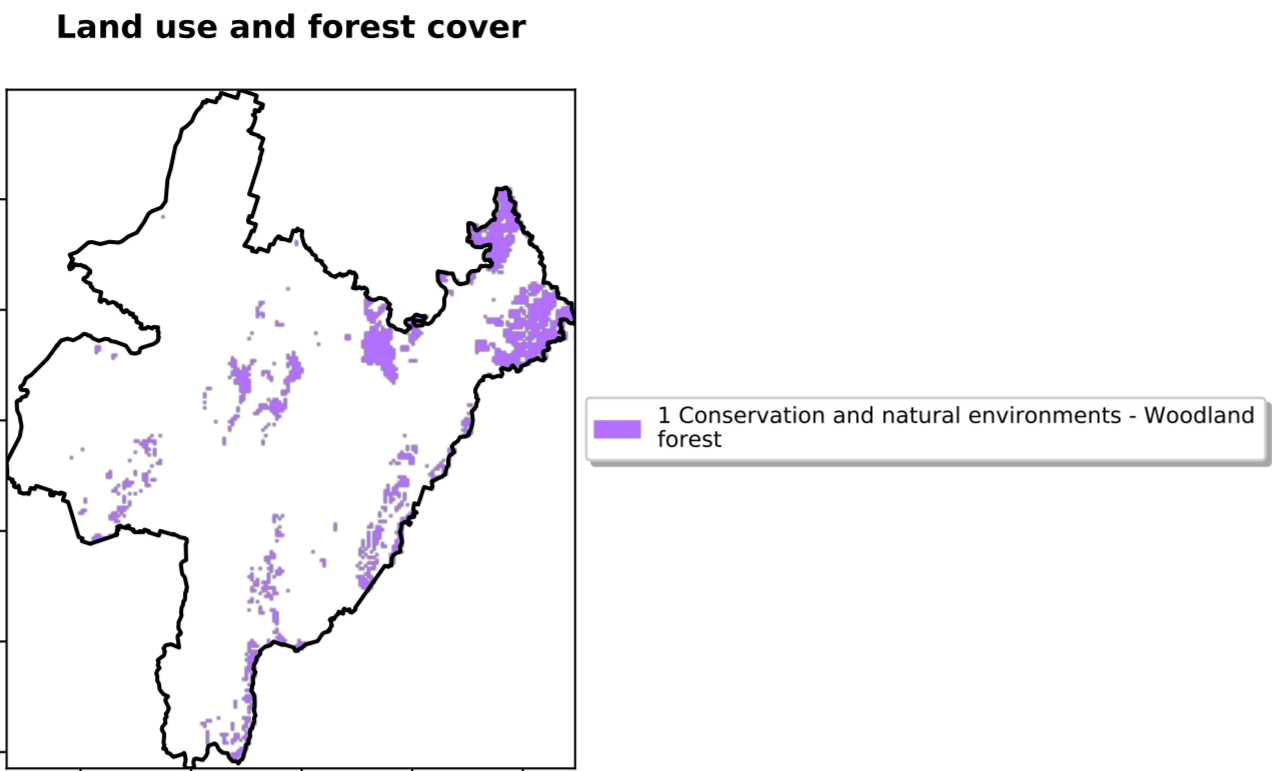 Land use and forest cover
1 Conservation and natural environments - Woodland
forest